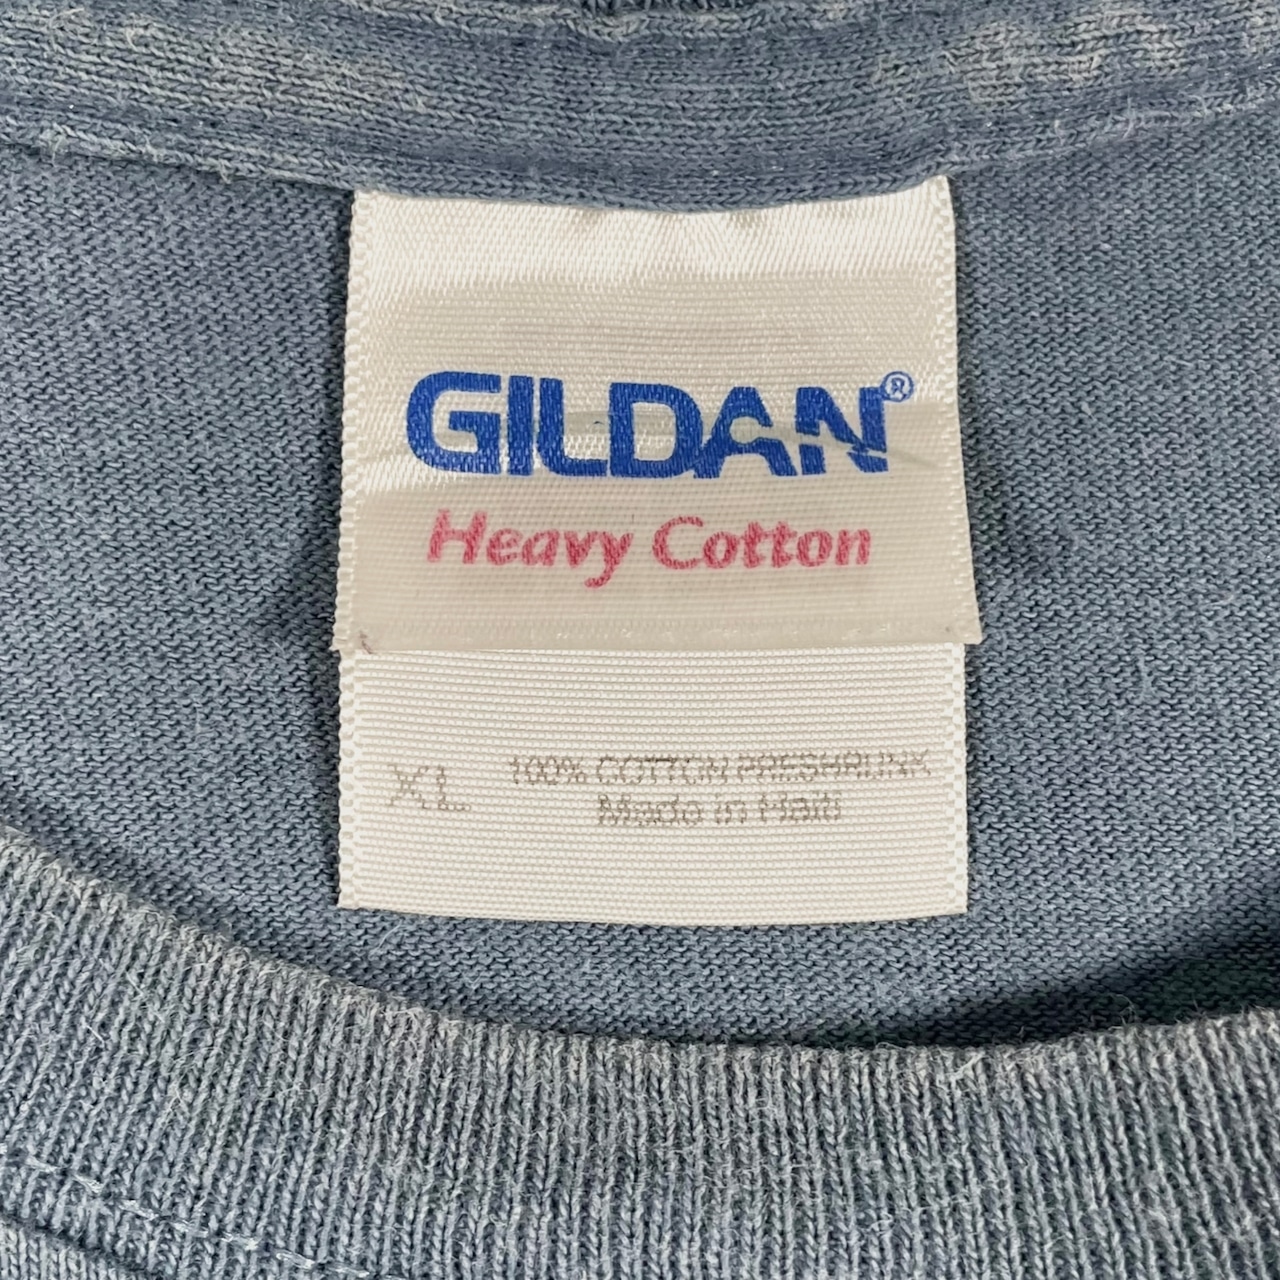 GILDAN®
Heavy Cotton
XL 100% COTTON PRESHRUNK
Made in Haiti